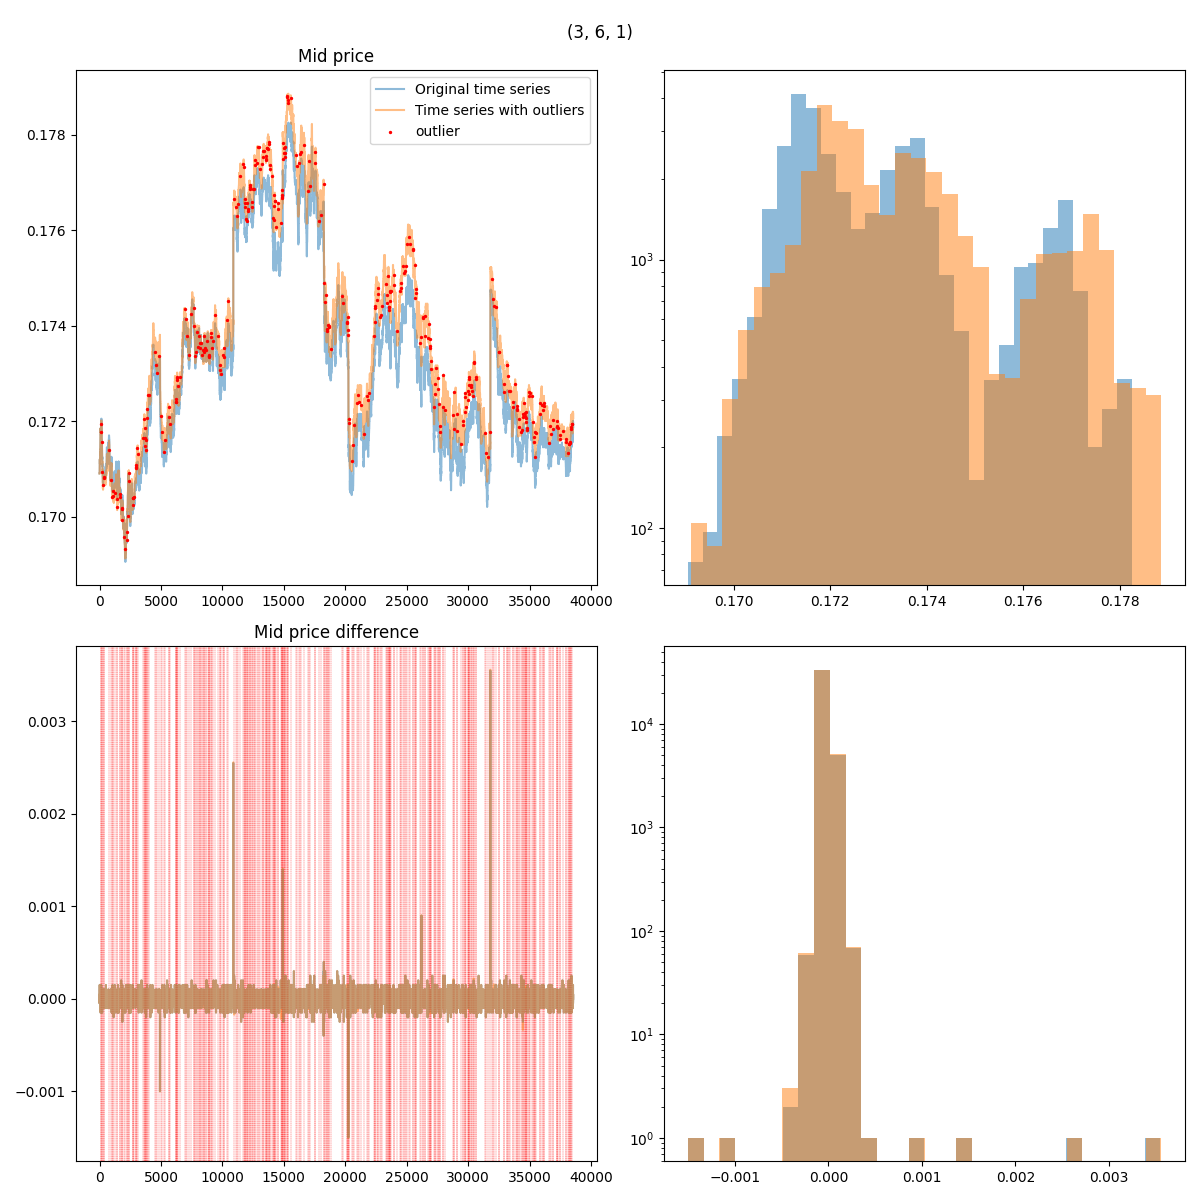 (3, 6, 1)
Mid price
Original time series
Time series with outliers
outlier
0.178
0.176
0.174
0.172
0.170
0 5000 10000 15000 20000 25000 30000 35000 40000
10³
10²
0.170 0.172 0.174 0.176 0.178
Mid price difference
0.003
0.002
0.001
0.000
−0.001
0 5000 10000 15000 20000 25000 30000 35000 40000
10⁴
10³
10²
10¹
10⁰
−0.001 0.000 0.001 0.002 0.003